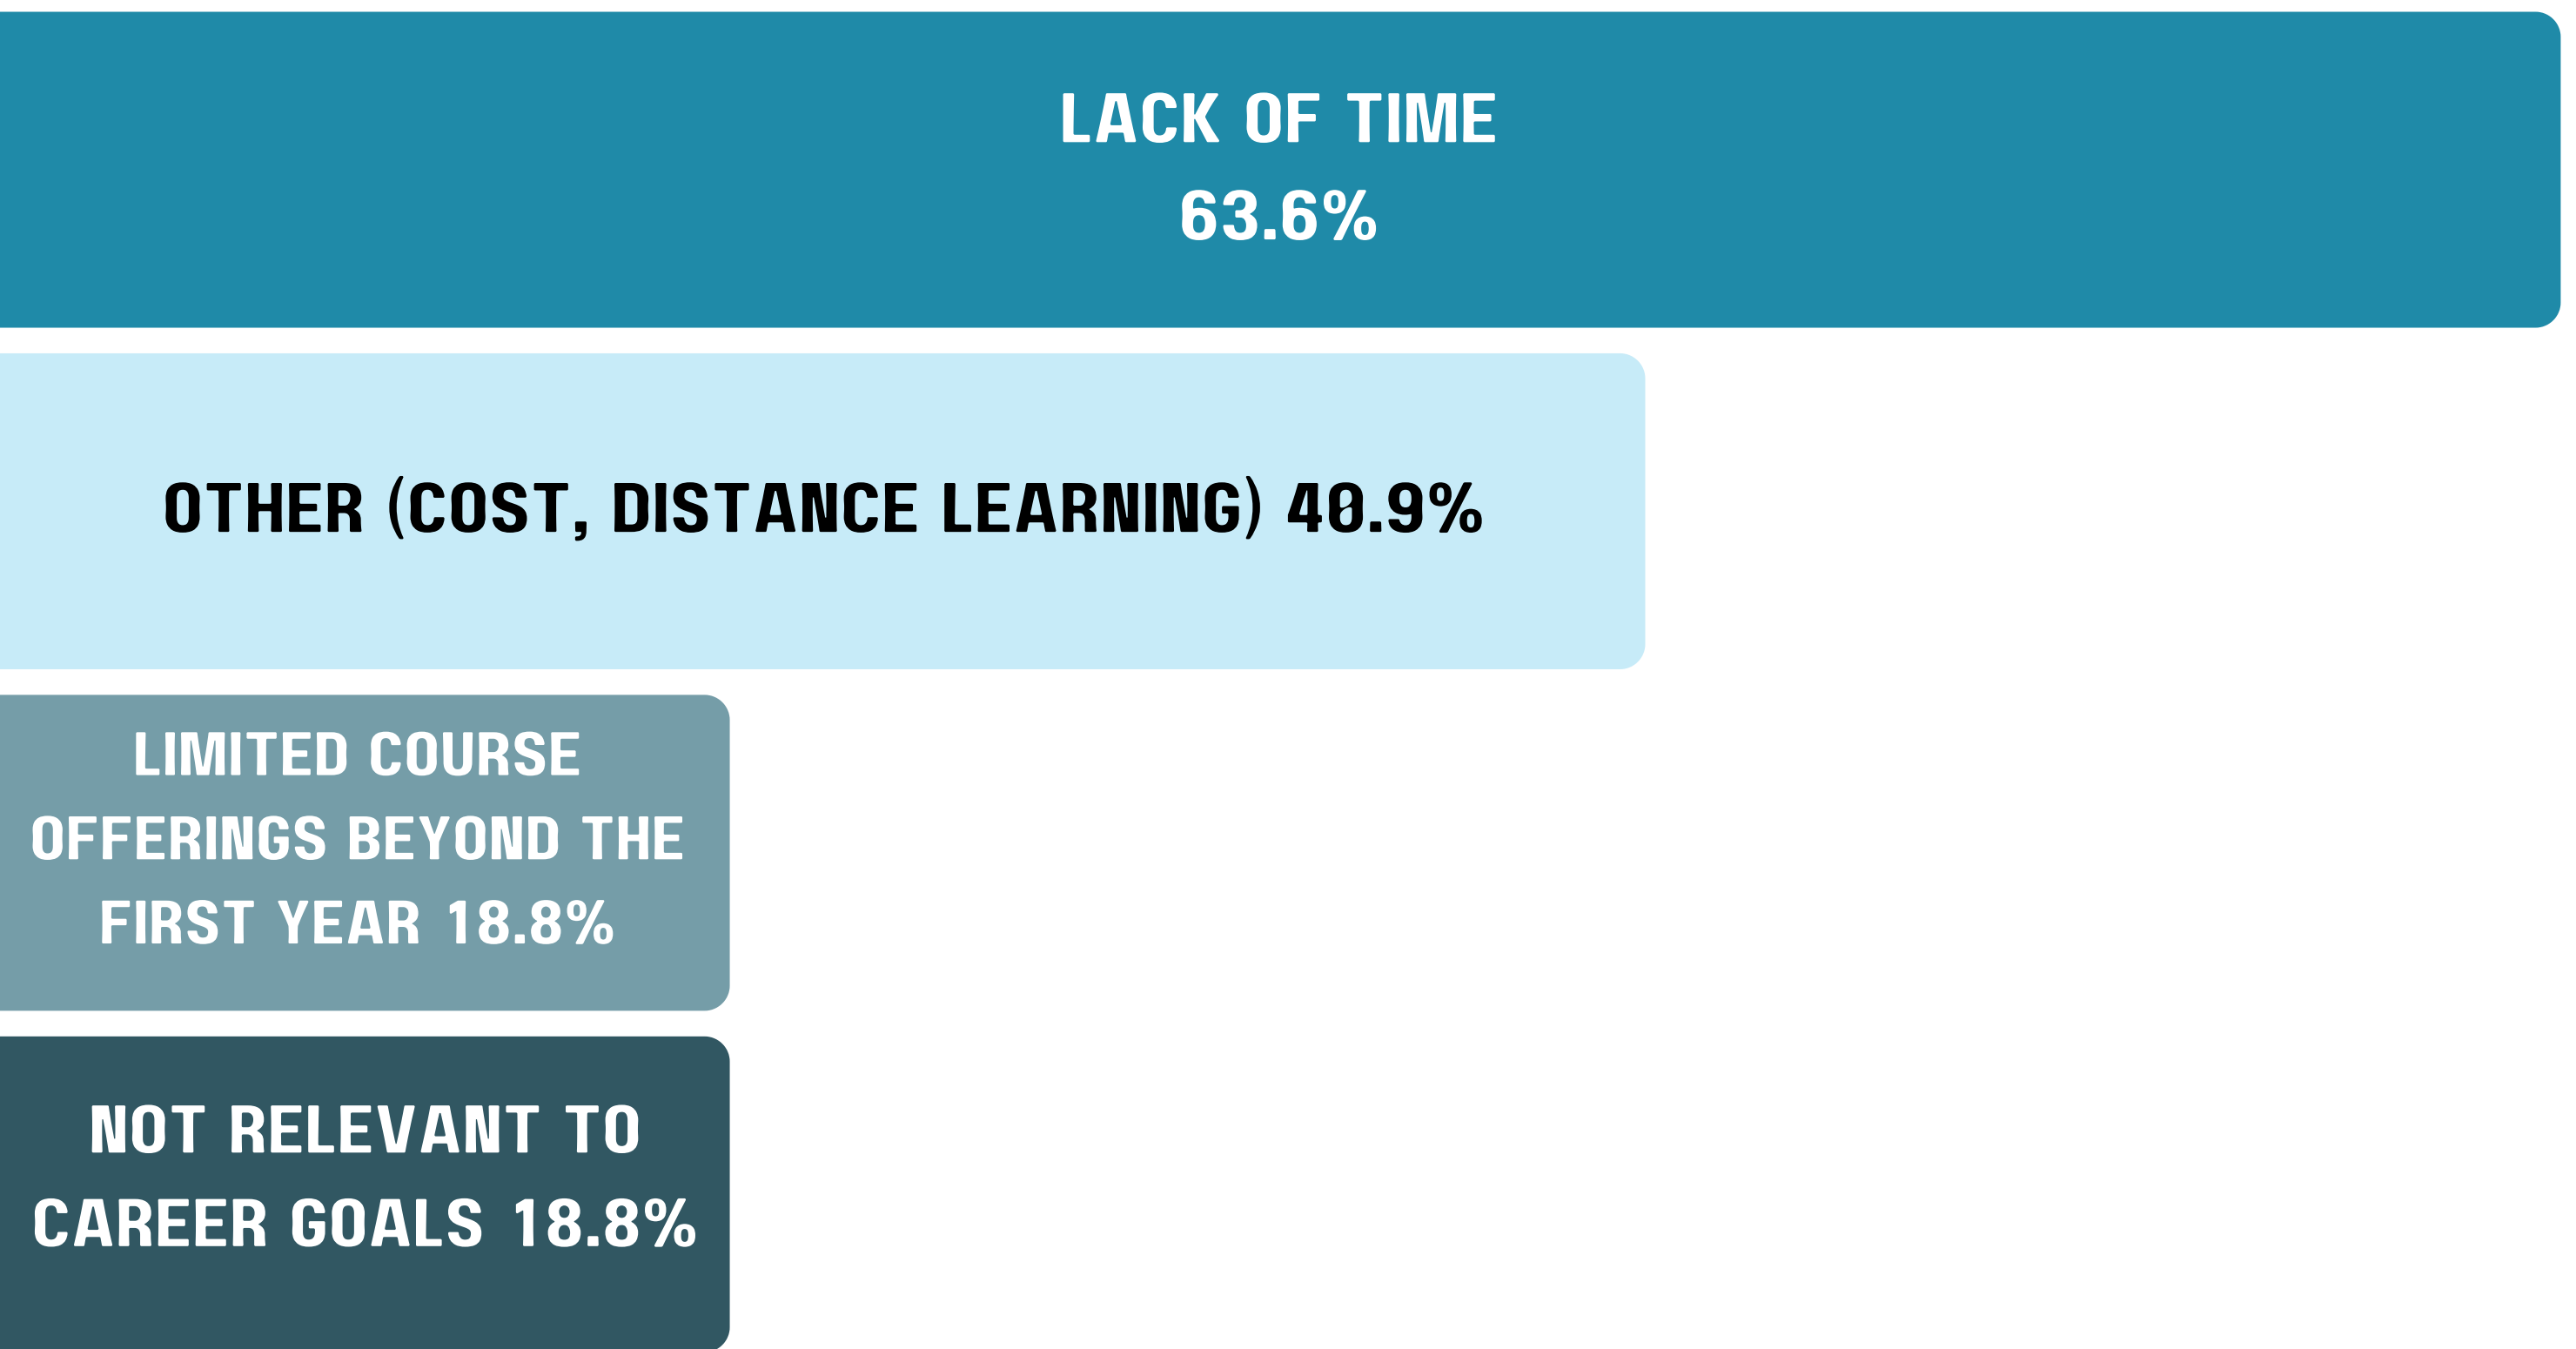 LACK OF TIME
63.6%
OTHER (COST, DISTANCE LEARNING) 40.9%
LIMITED COURSE
OFFERINGS BEYOND THE
FIRST YEAR 18.8%
NOT RELEVANT TO
CAREER GOALS 18.8%